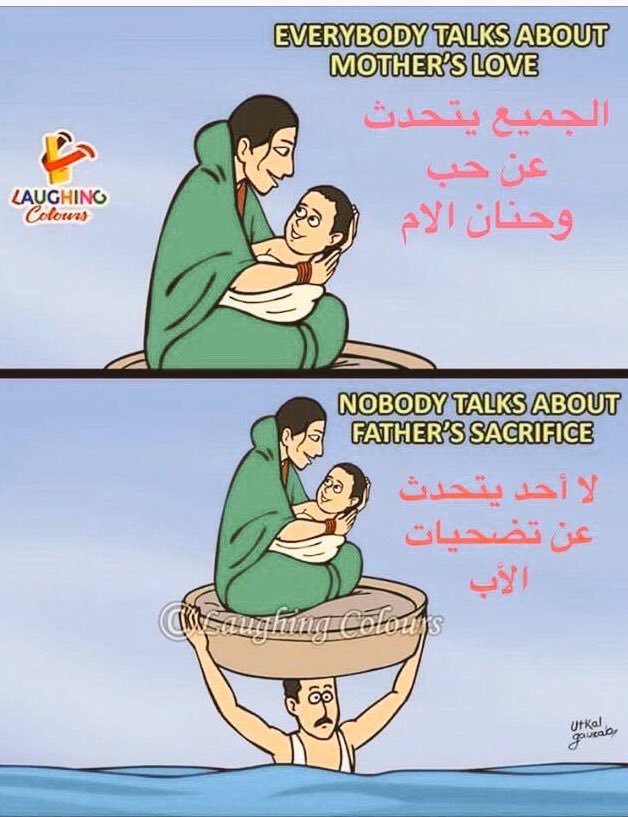 EVERYBODY TALKS ABOUT
MOTHER'S LOVE
الجميع يتحدث
عن حب
وحنان الام
LAUGHING
Colours
NOBODY TALKS ABOUT
FATHER'S SACRIFICE
لا أحد يتحدث
عن تضحيات
الأب
©Laughing Colours
Utkal
gaurab